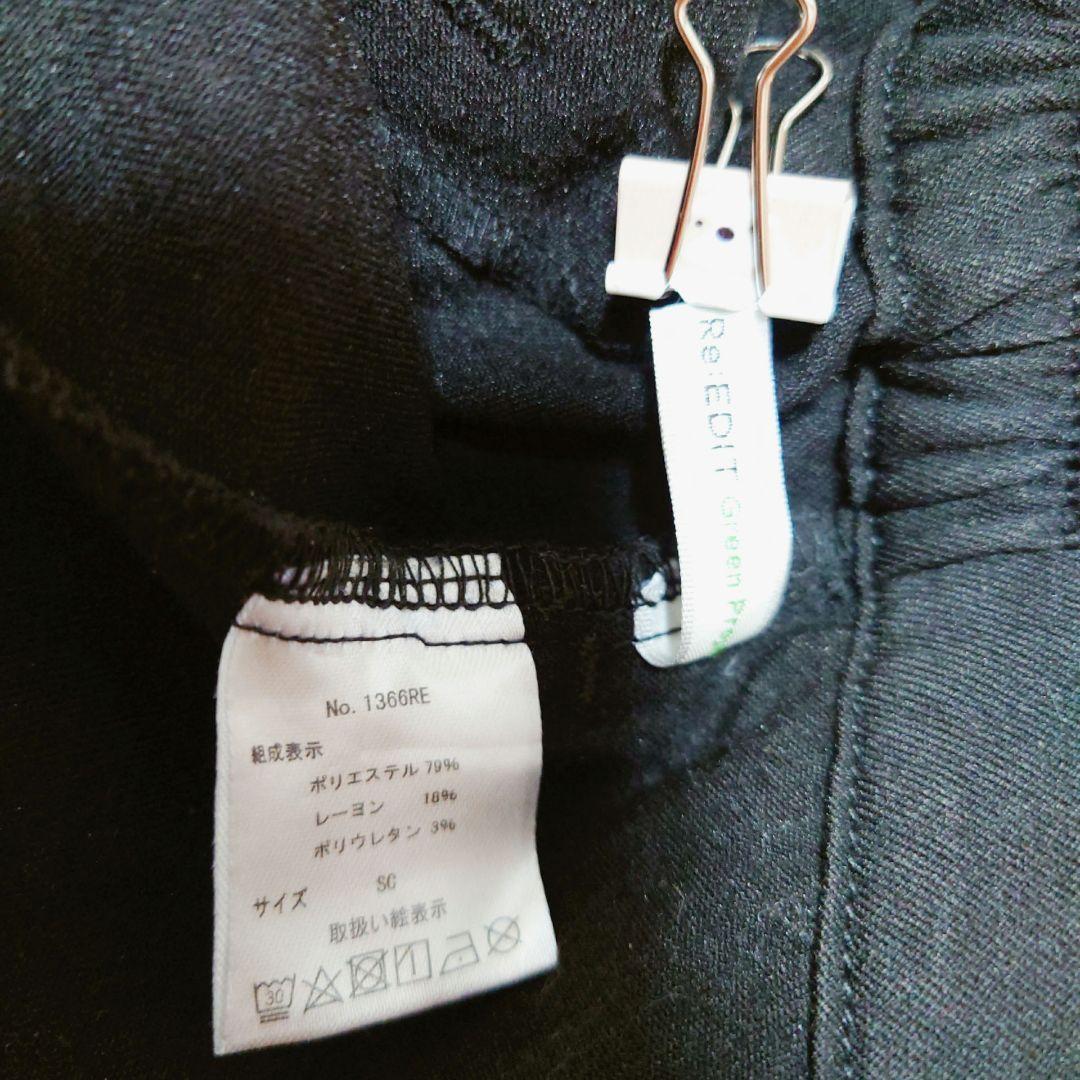 Re:EDIT Green
No. 1366RE
組成表示
ポリエステル 79%
レーヨン 18%
ポリウレタン 3%
サイズ SC
取扱い絵表示
30